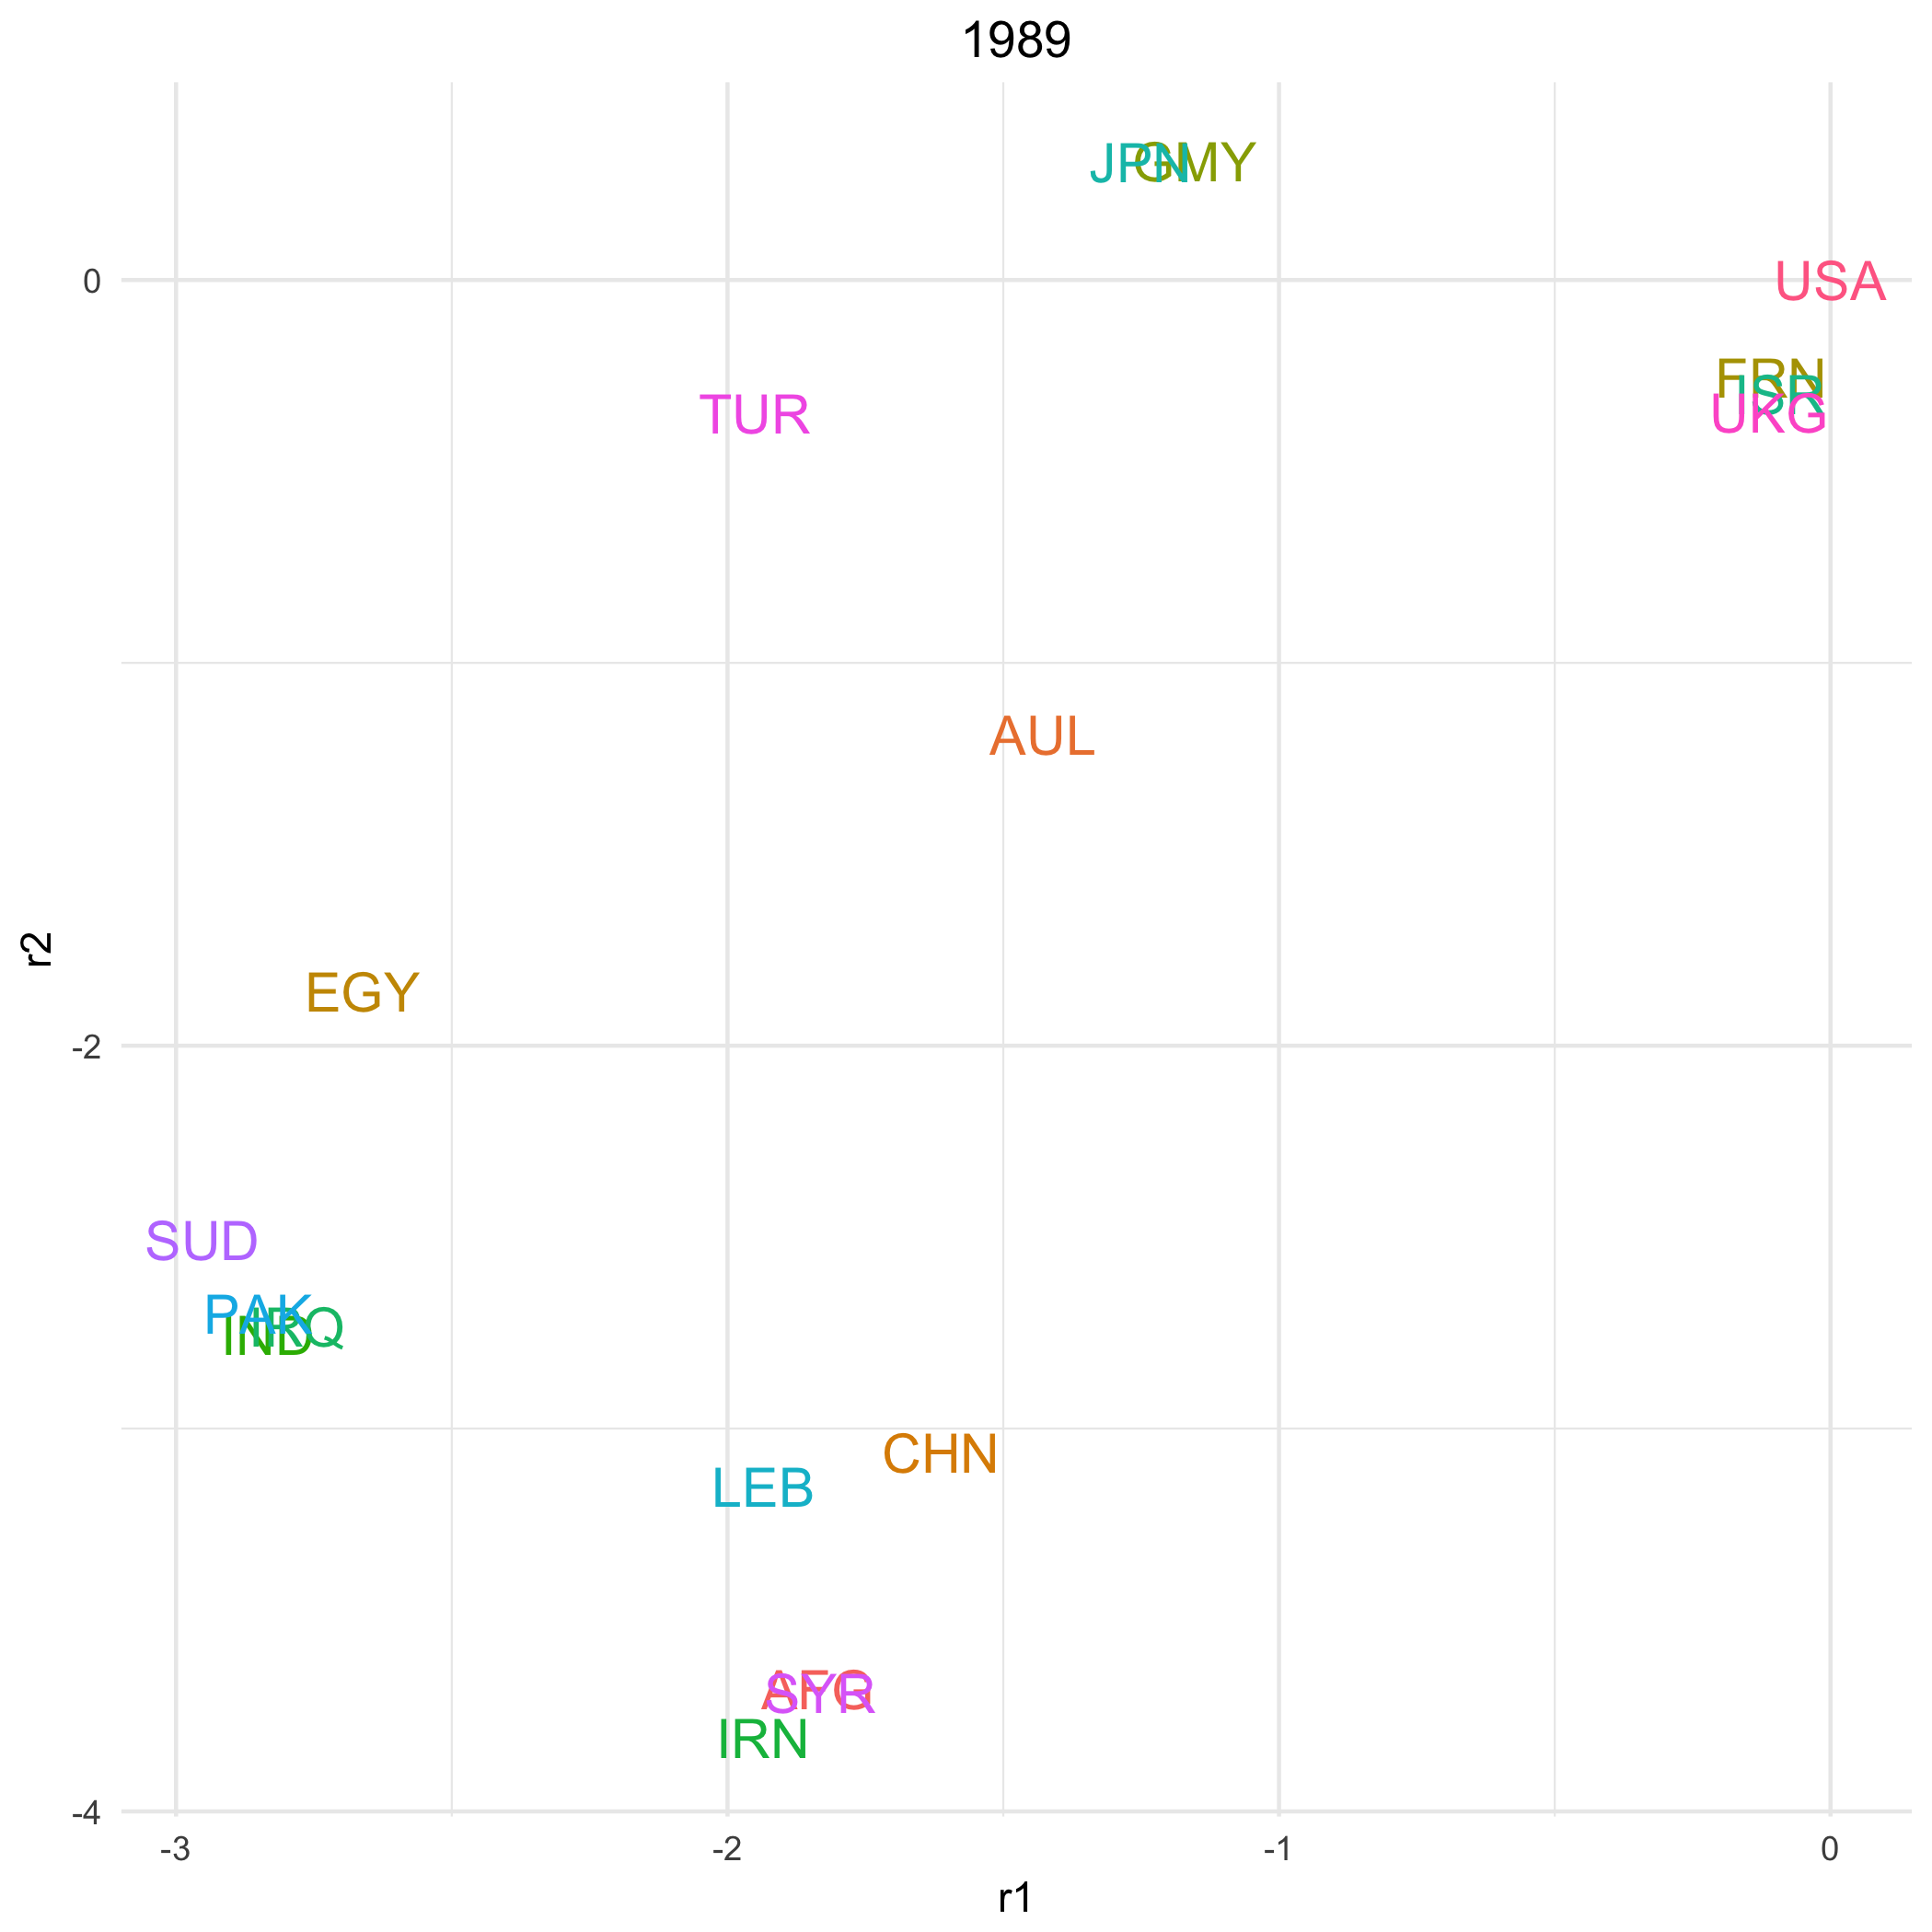 1989
JPN
GMY
0
USA
FRN
ISR
UKG
TUR
AUL
r2
EGY
-2
SUD
PAK
IRQ
IND
CHN
LEB
AFG
SYR
IRN
-4
-3
-2
-1
0
r1